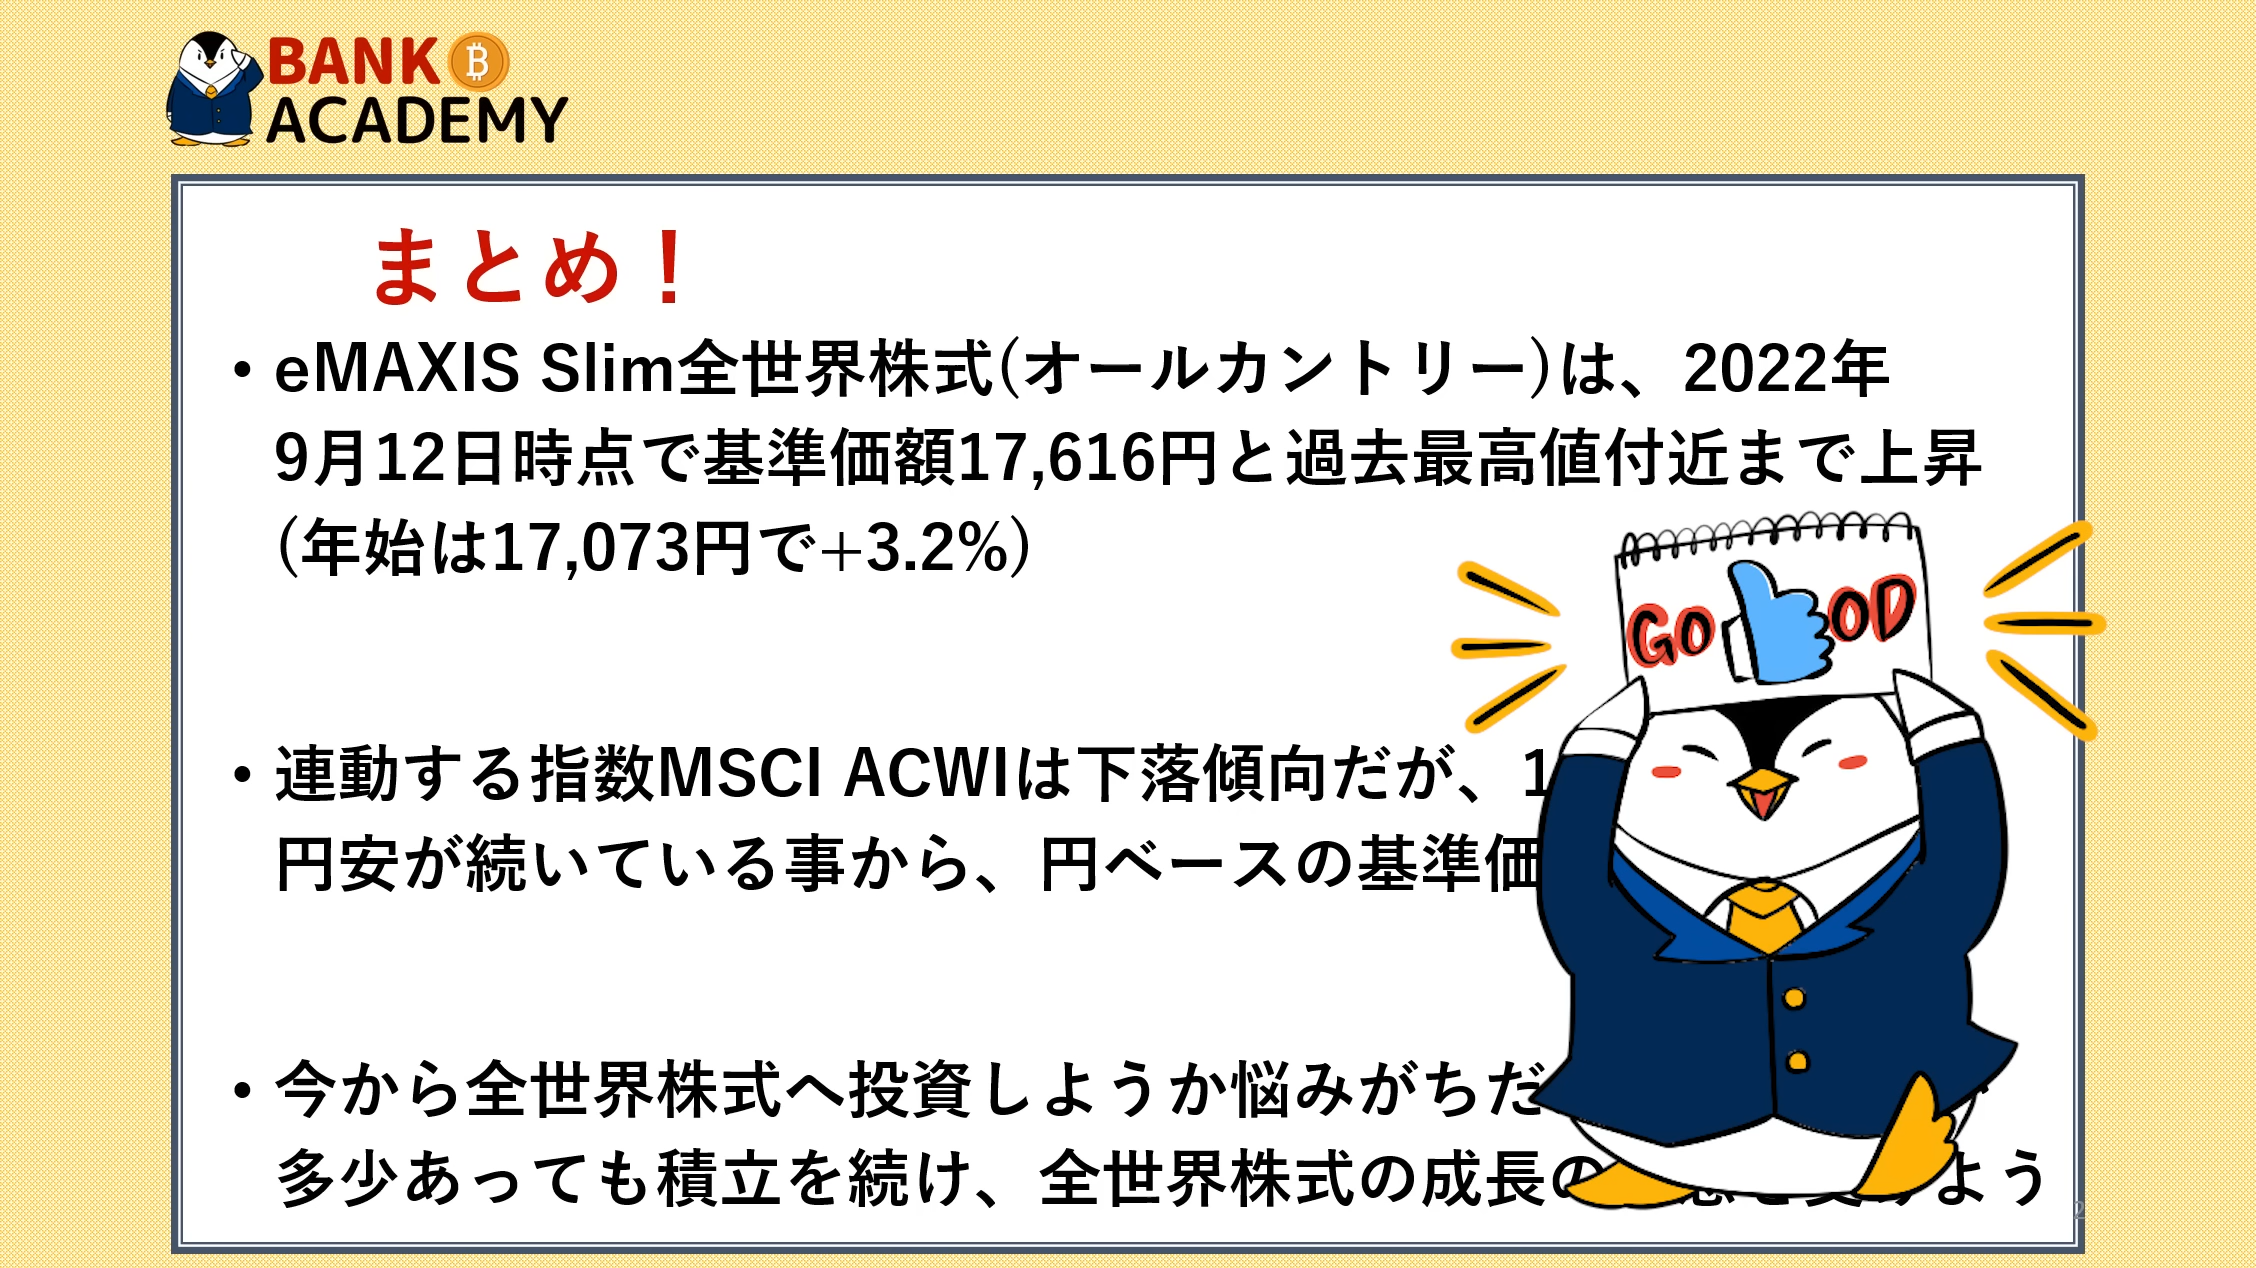 BANK
ACADEMY
まとめ！
• eMAXIS Slim全世界株式(オールカントリー)は、2022年
9月12日時点で基準価額17,616円と過去最高値付近まで上昇
(年始は17,073円で+3.2%)
GOOD
• 連動する指数MSCI ACWIは下落傾向だが、1
円安が続いている事から、円ベースの基準価
• 今から全世界株式へ投資しようか悩みがちだ
多少あっても積立を続け、全世界株式の成長の
よう
2